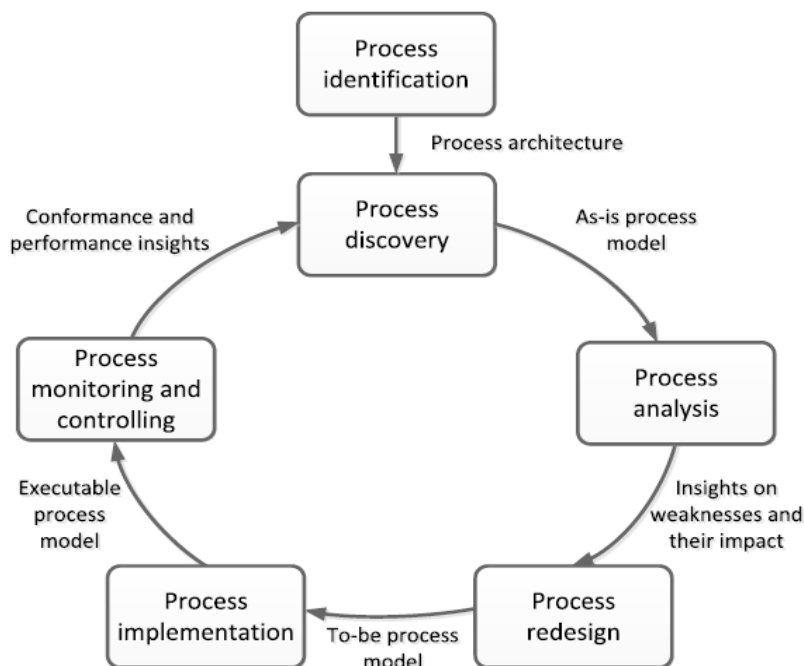 Process
identification
Process architecture
Process
discovery
As-is process
model
Process
analysis
Insights on
weaknesses and
their impact
Process
redesign
To-be process
model
Process
implementation
Executable
process
model
Process
monitoring and
controlling
Conformance and
performance insights